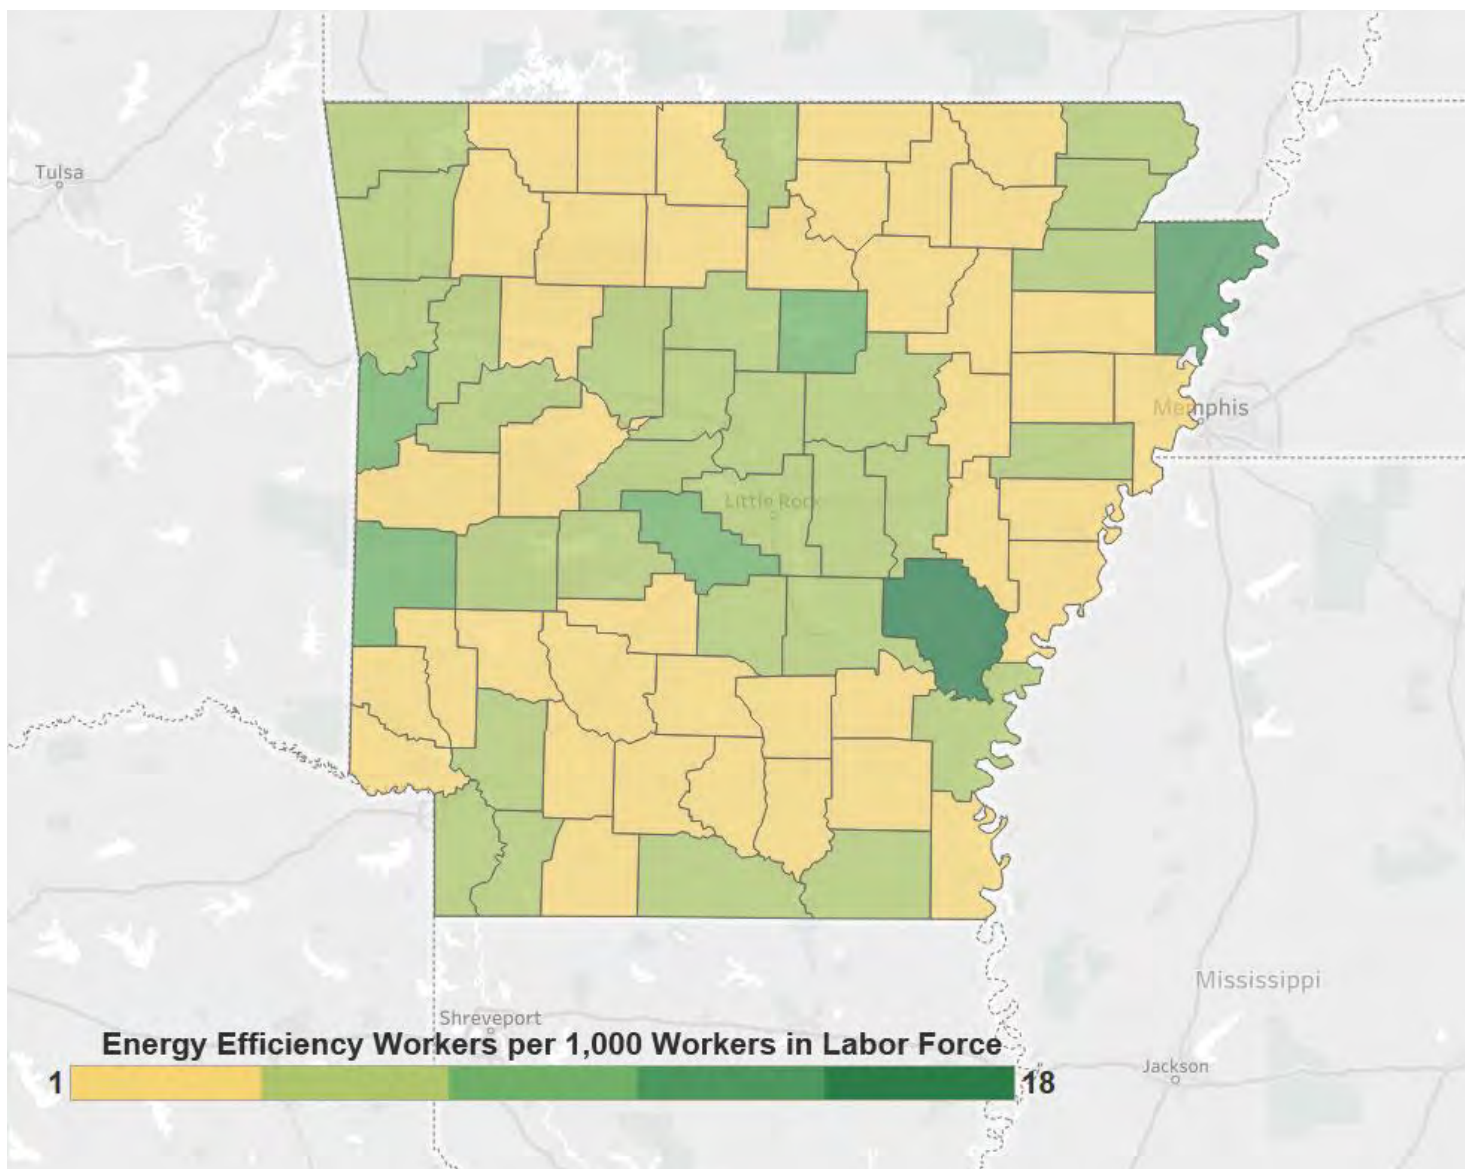 Tulsa
Memphis
Little Rock
Mississippi
Shreveport
Energy Efficiency Workers per 1,000 Workers in Labor Force
1
18
Jackson